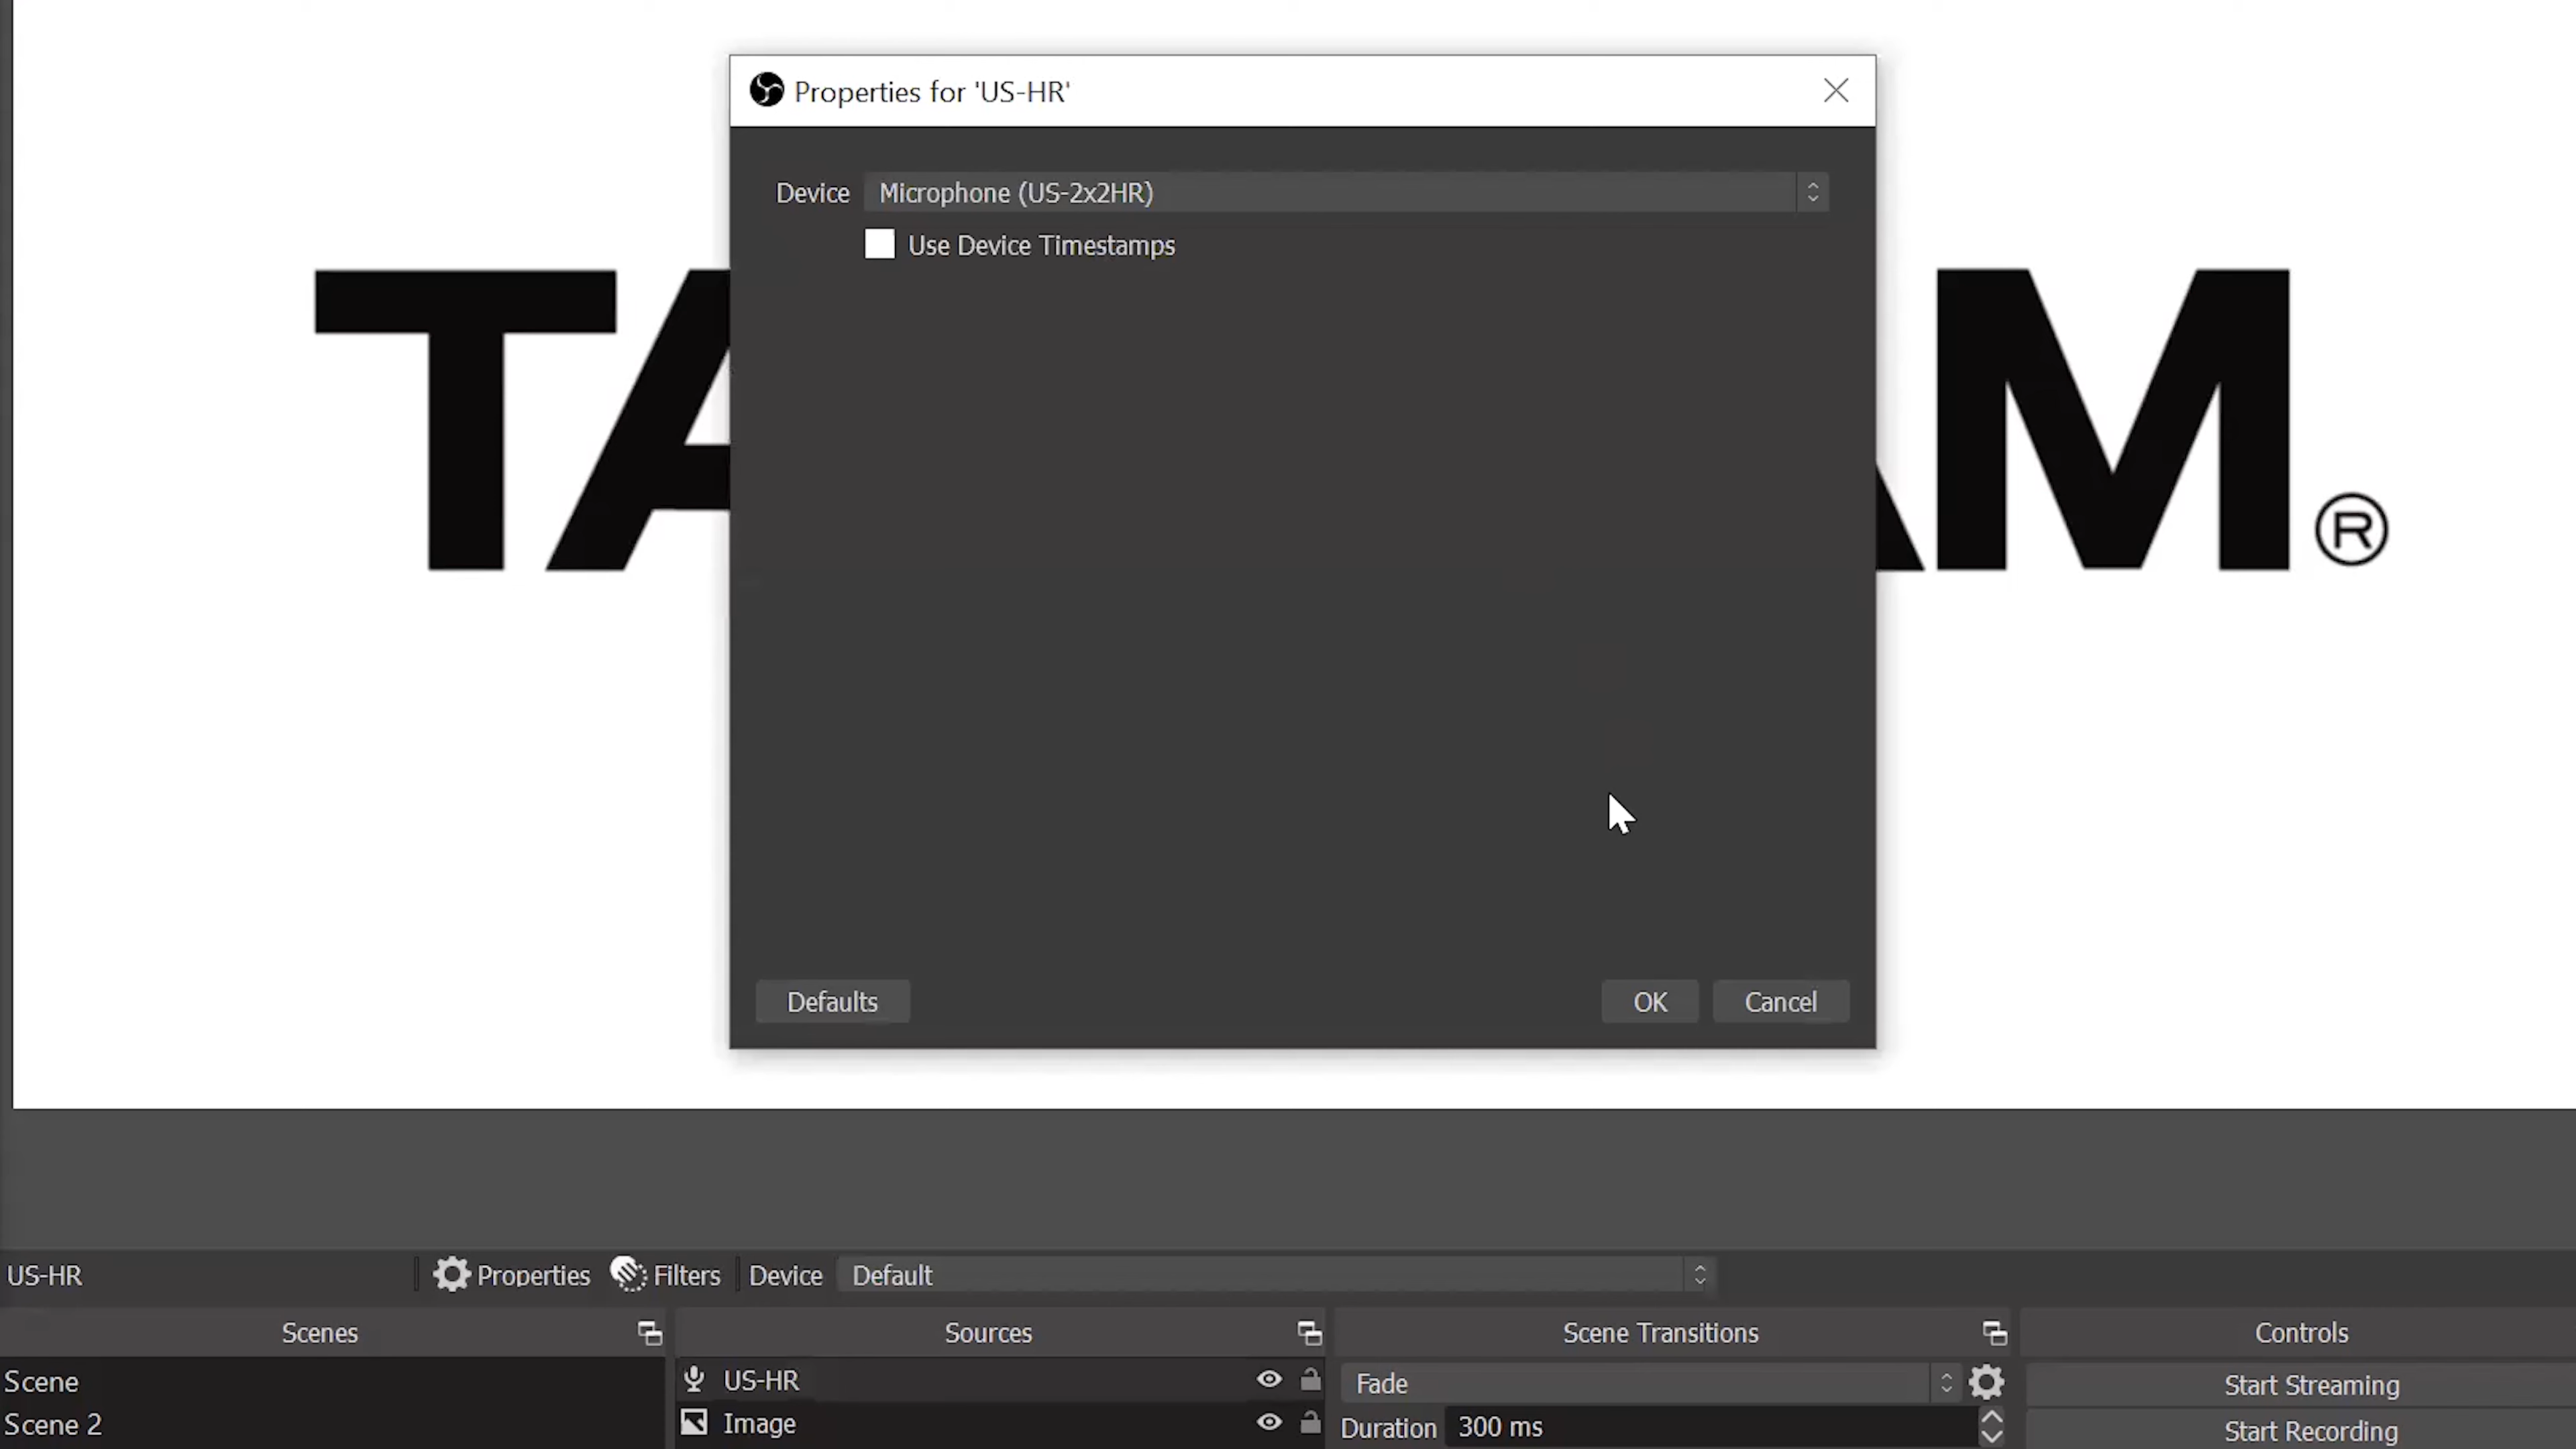 Properties for 'US-HR'
Device Microphone (US-2x2HR)
Use Device Timestamps
TA AM®
Defaults OK Cancel
US-HR Properties Filters Device Default
Scenes Sources Scene Transitions Controls
Scene US-HR Fade Start Streaming
Scene 2 Image Duration 300 ms Start Recording